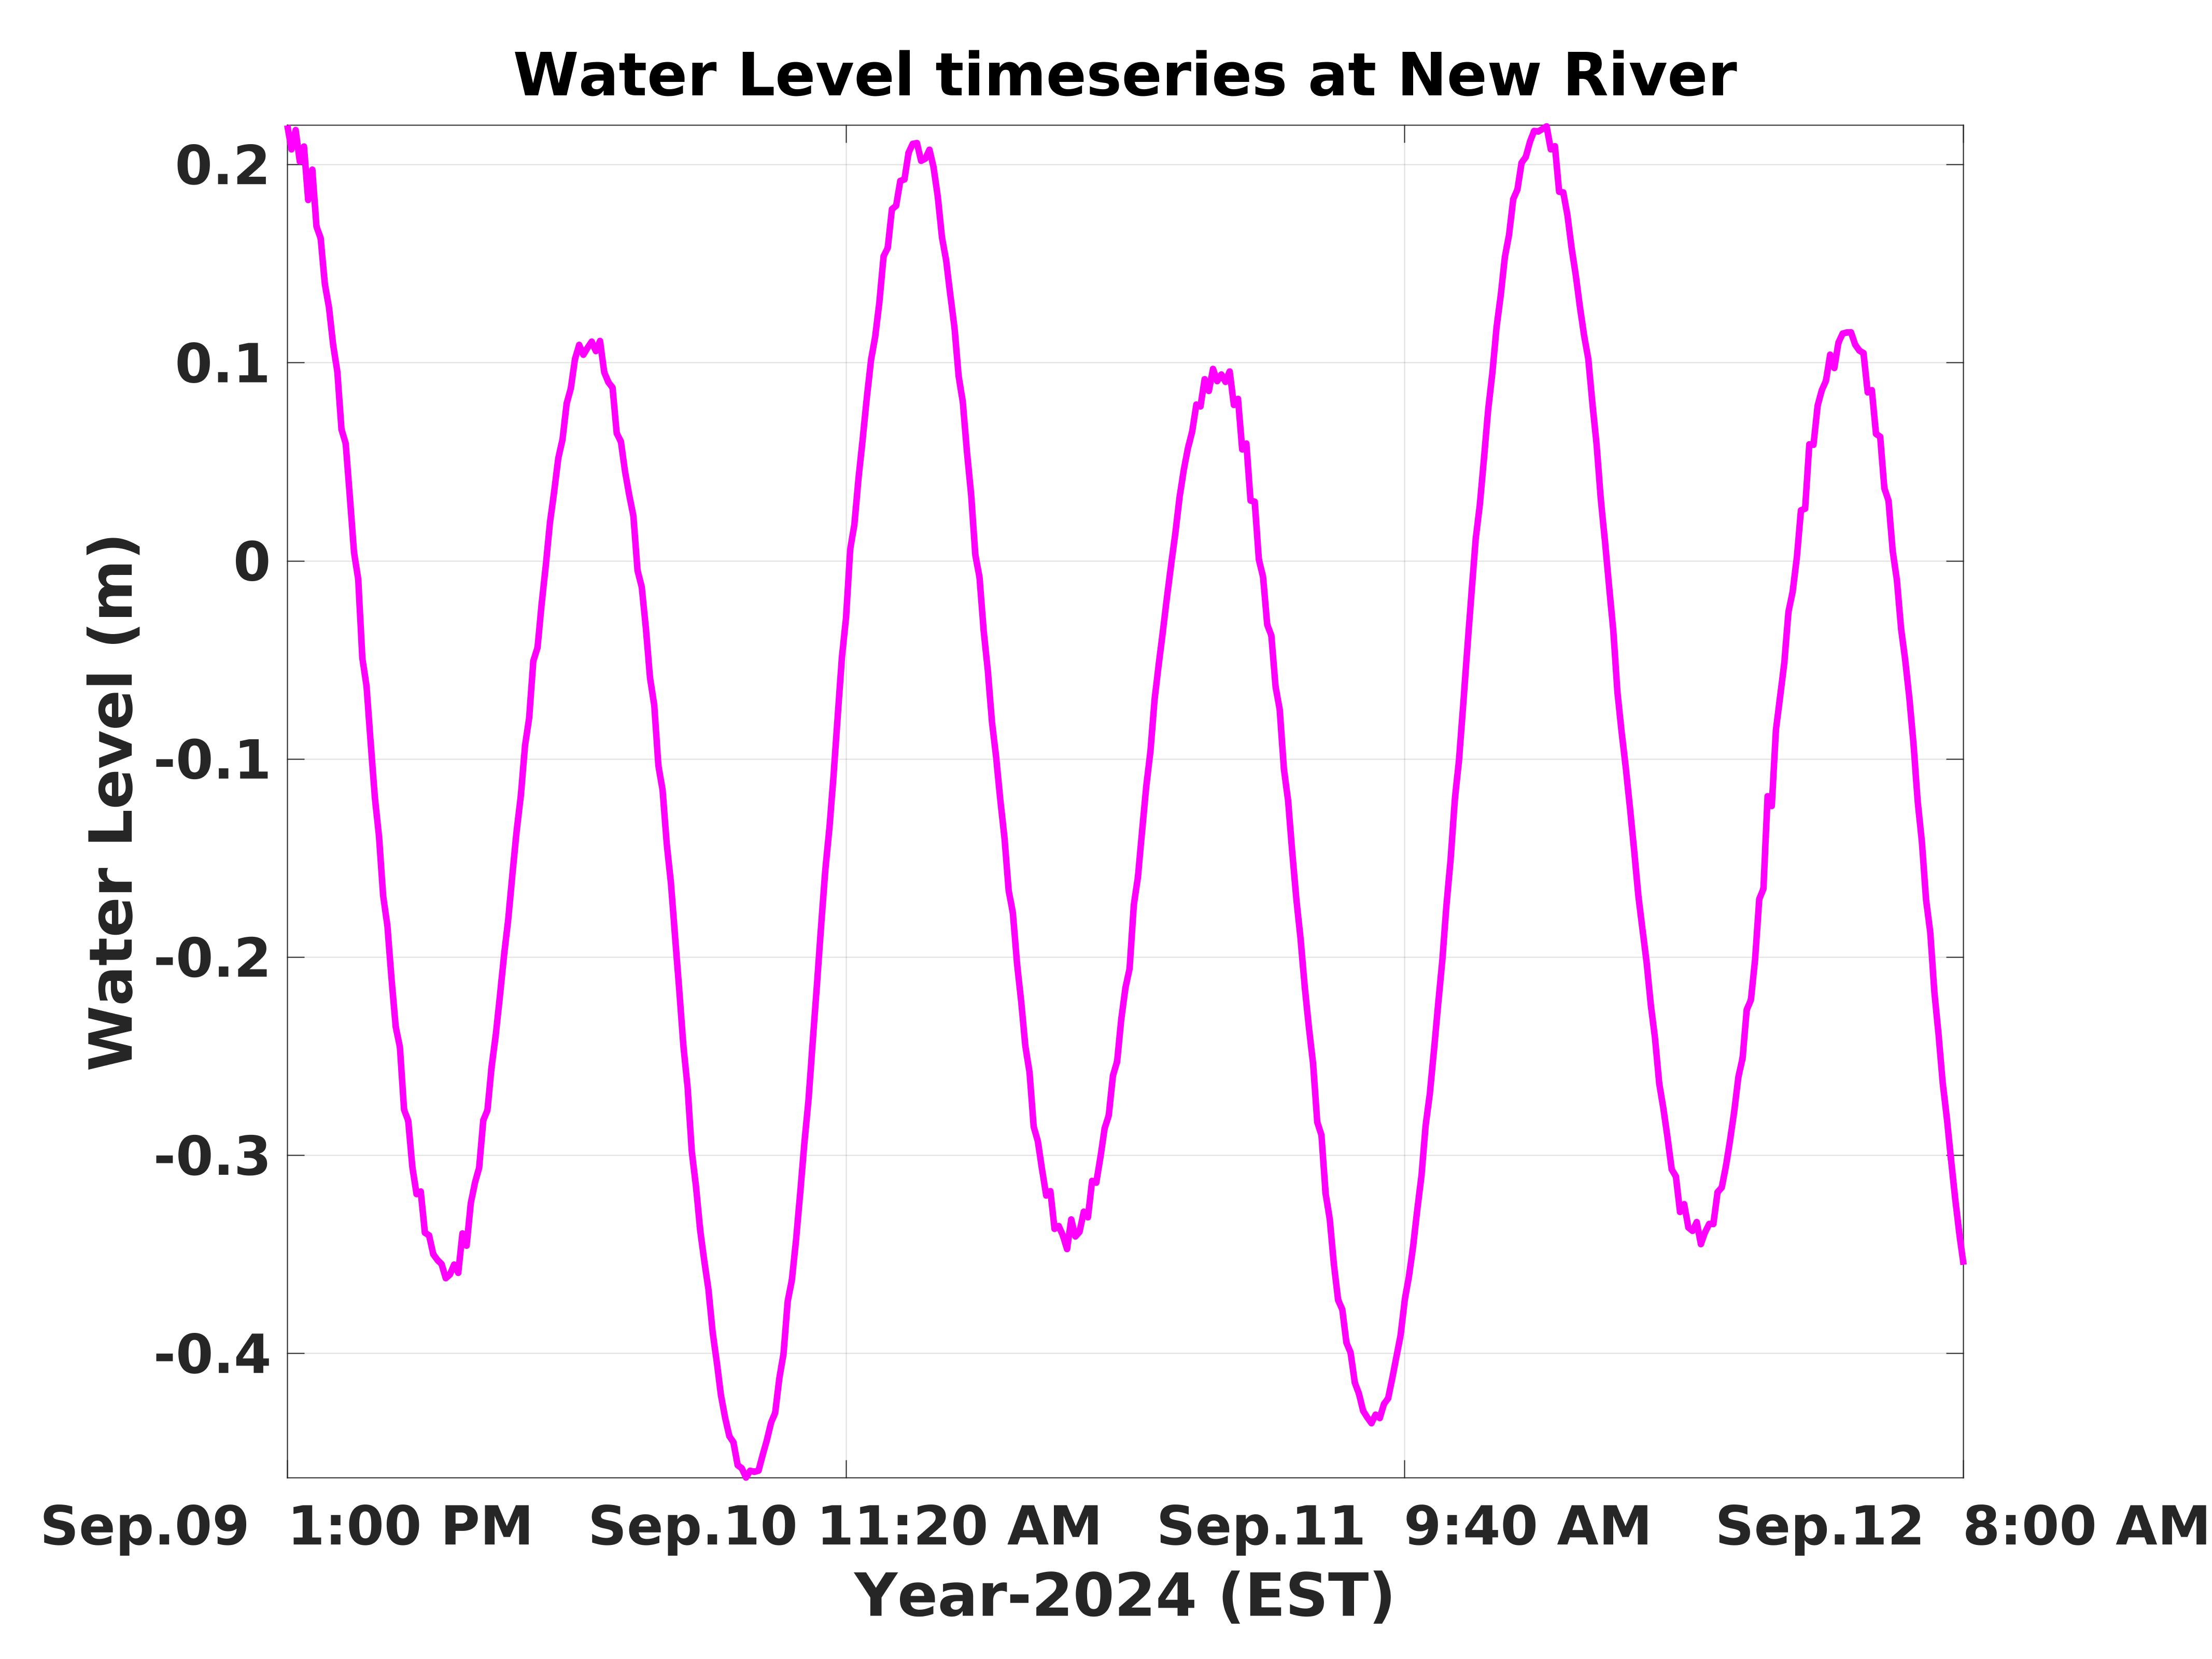 Water Level timeseries at New River
Water Level (m)
0.2
0.1
0
-0.1
-0.2
-0.3
-0.4
Sep.09 1:00 PM Sep.10 11:20 AM Sep.11 9:40 AM Sep.12 8:00 AM
Year-2024 (EST)